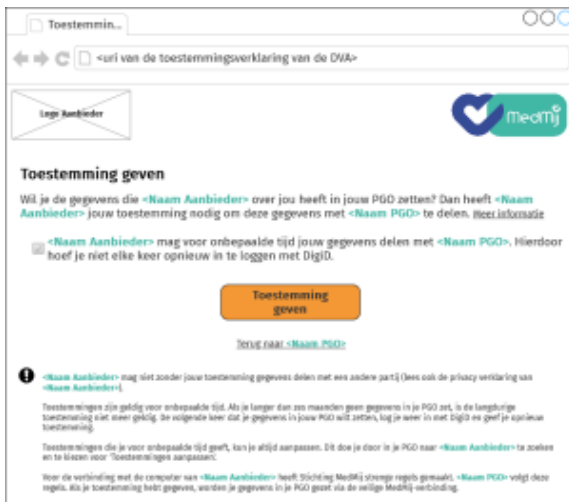 Toestemmin...
<uri van de toestemmingsverklaring van de DVA>
Logo Aanbieder
MedMij
Toestemming geven
Wil je de gegevens die <Naam Aanbieder> over jou heeft in jouw PGO zetten? Dan heeft <Naam
Aanbieder> jouw toestemming nodig om deze gegevens met <Naam PGO> te delen. Meer informatie
<Naam Aanbieder> mag voor onbepaalde tijd jouw gegevens delen met <Naam PGO>. Hierdoor
hoef je niet elke keer opnieuw in te loggen met DigiD.
Toestemming
geven
Terug naar <Naam PGO>
<Naam Aanbieder> mag niet zonder jouw toestemming gegevens delen met een andere partij (lees ook de privacy verklaring van
<Naam Aanbieder>).
Toestemmingen zijn geldig voor onbepaalde tijd. Als je langer dan zes maanden geen gegevens in je PGO zet, is de langdurige
toestemming niet meer geldig. De volgende keer dat je gegevens in jouw PGO wilt zetten, log je weer in met DigiD en geef je opnieuw
toestemming.
Toestemmingen die je voor onbepaalde tijd geeft, kun je altijd aanpassen. Dit doe je door in je PGO naar <Naam Aanbieder> te zoeken
en te kiezen voor 'Toestemmingen aanpassen'.
Voor de verbinding met de computer van <Naam Aanbieder> heeft Stichting MedMij strenge regels gemaakt. <Naam PGO> volgt deze
regels. Als je toestemming hebt gegeven, worden je gegevens in je PGO gezet via de veilige MedMij-verbinding.